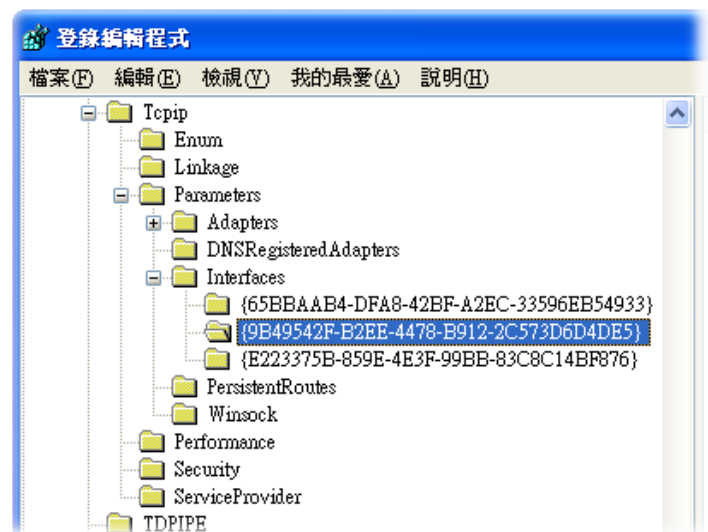 登錄編輯程式
檔案(F) 編輯(E) 檢視(V) 我的最愛(A) 說明(H)
Tcpip
Enum
Linkage
Parameters
Adapters
DNSRegisteredAdapters
Interfaces
{65BBAAB4-DFA8-42BF-A2EC-33596EB54933}
{9B49542F-B2EE-4478-B912-2C573D6D4DE5}
{E223375B-859E-4E3F-99BB-83C8C14BF876}
PersistentRoutes
Winsock
Performance
Security
ServiceProvider
TDPIPE